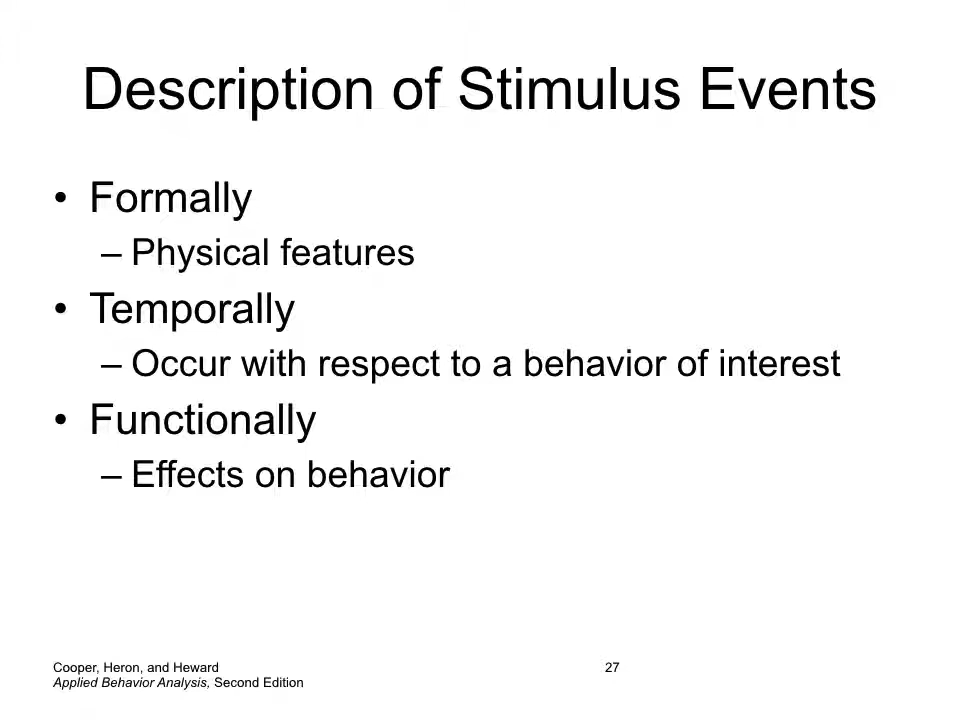 Description of Stimulus Events
• Formally
– Physical features
• Temporally
– Occur with respect to a behavior of interest
• Functionally
– Effects on behavior
Cooper, Heron, and Heward
Applied Behavior Analysis, Second Edition
27